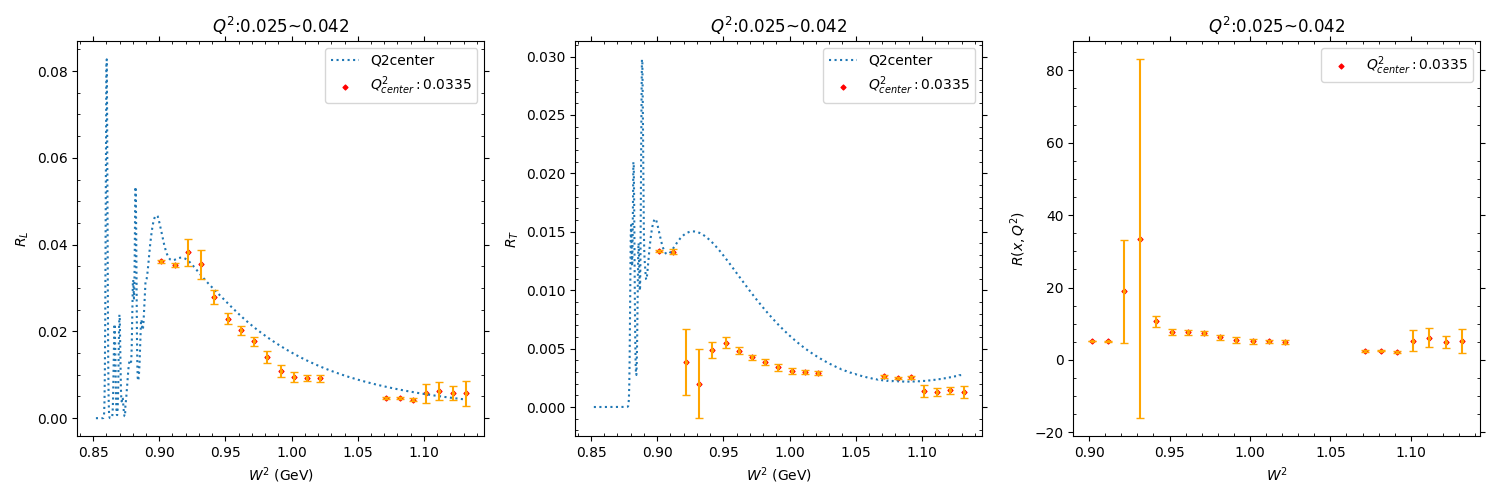 Q²:0.025~0.042
0.08
0.06
0.04
0.02
0.00
R_L
0.85 0.90 0.95 1.00 1.05 1.10
W² (GeV)
Q2center
Q²_center : 0.0335
Q²:0.025~0.042
0.030
0.025
0.020
0.015
0.010
0.005
0.000
R_T
0.85 0.90 0.95 1.00 1.05 1.10
W² (GeV)
Q2center
Q²_center : 0.0335
Q²:0.025~0.042
80
60
40
20
0
−20
R(x, Q²)
0.90 0.95 1.00 1.05 1.10
W²
Q²_center : 0.0335